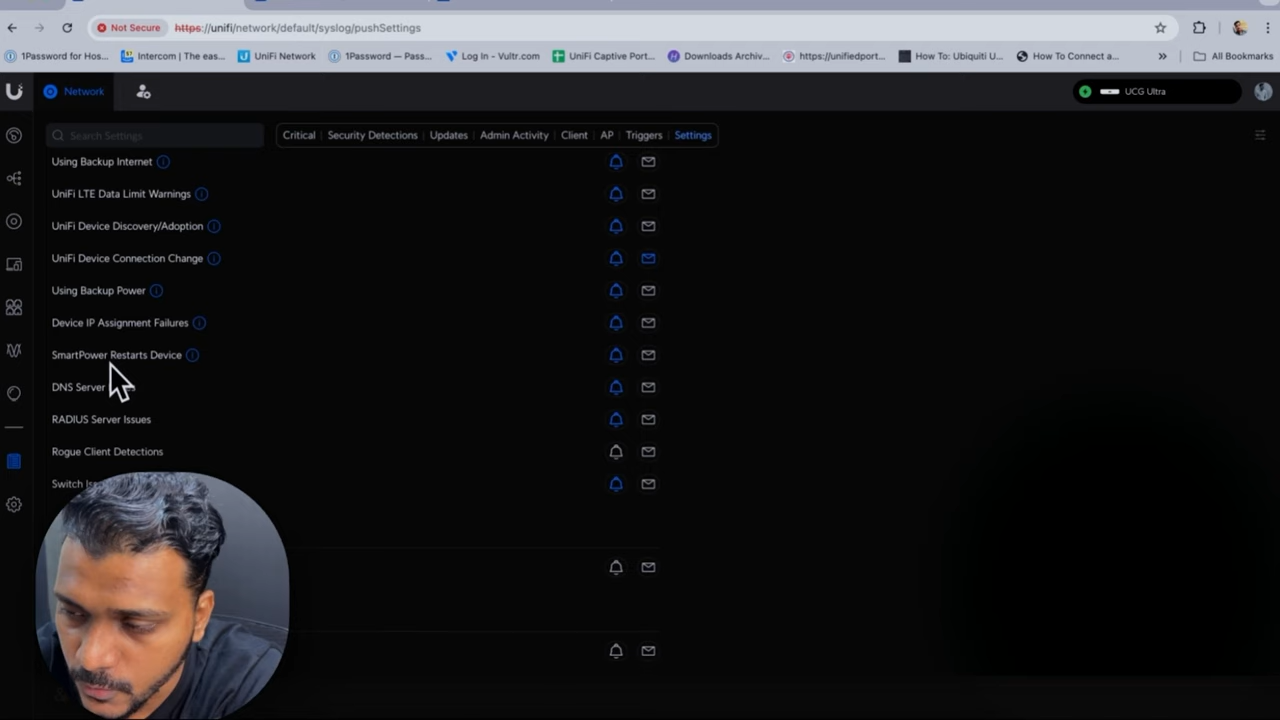 Not Secure https://unifi/network/default/syslog/pushSettings
1Password for Hos... Intercom | The eas... UniFi Network 1Password — Pass... Log In - Vultr.com UniFi Captive Port... Downloads Archiv... https://unifiedport... How To: Ubiquiti U... How To Connect a... » All Bookmarks
Network UCG Ultra
Search Settings Critical Security Detections Updates Admin Activity Client AP Triggers Settings
Using Backup Internet
UniFi LTE Data Limit Warnings
UniFi Device Discovery/Adoption
UniFi Device Connection Change
Using Backup Power
Device IP Assignment Failures
SmartPower Restarts Device
DNS Server
RADIUS Server Issues
Rogue Client Detections
Switch